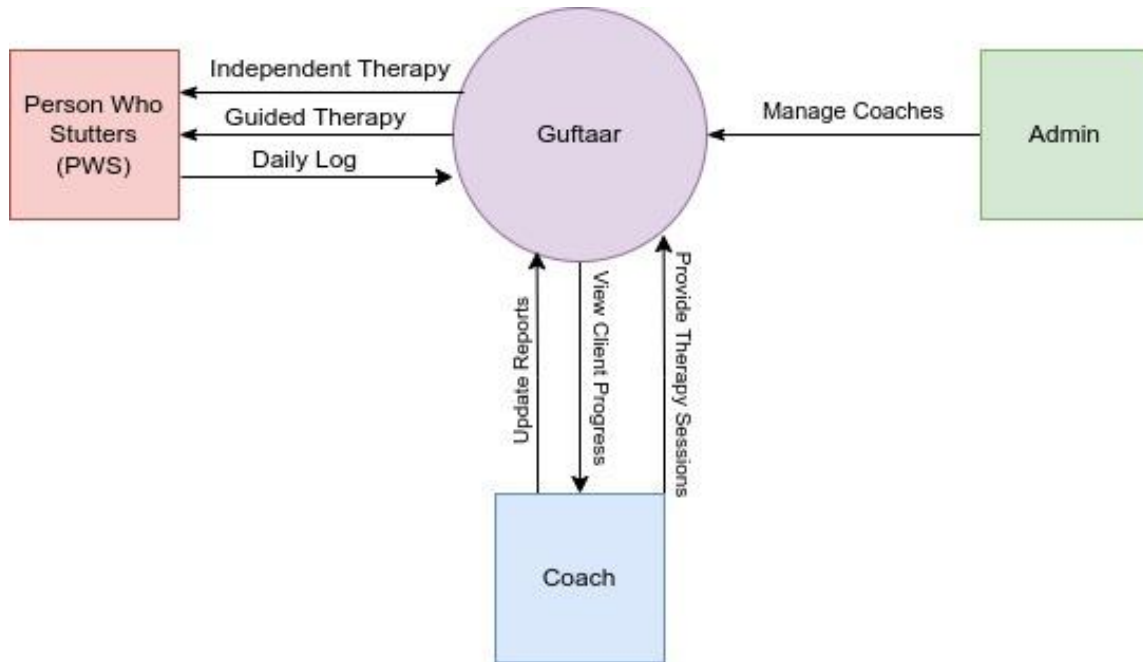 Independent Therapy
Person Who
Stutters
(PWS)
Guided Therapy
Daily Log
Guftaar
Manage Coaches
Admin
Update Reports
View Client Progress
Provide Therapy Sessions
Coach